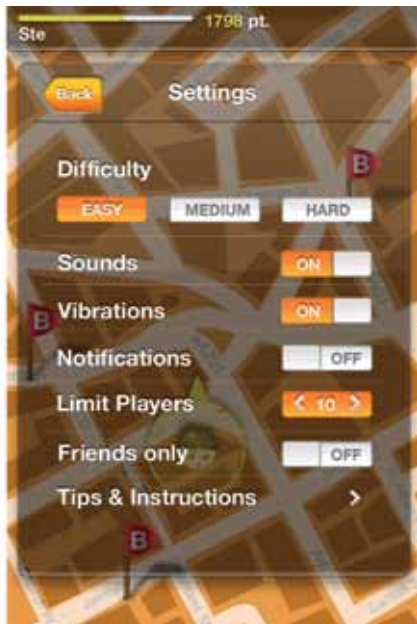 1798 pt.
Ste
Back Settings
Difficulty
B
EASY MEDIUM HARD
Sounds ON
Vibrations ON
B
Notifications OFF
Limit Players < 10 >
Friends only OFF
Tips & Instructions >
B